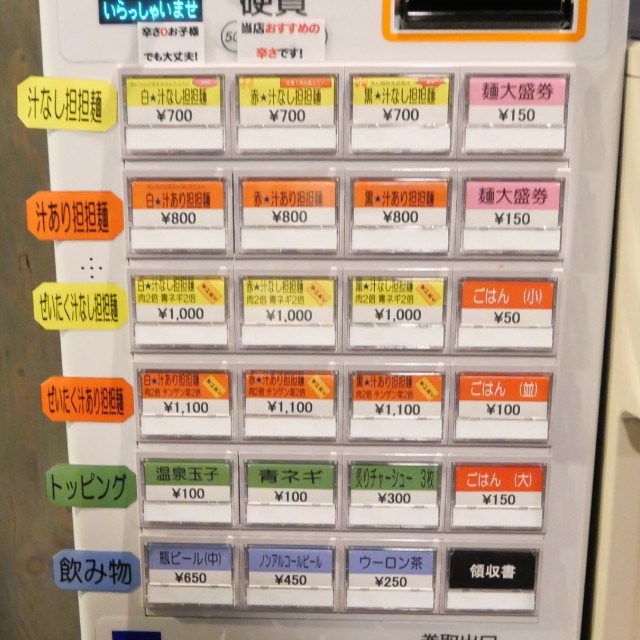 いらっしゃいませ
硬貨
辛さ0お子様
でも大丈夫!
当店おすすめの
辛さです!
汁なし担担麺
白★汁なし担担麺
¥700
赤★汁なし担担麺
¥700
黒★汁なし担担麺
¥700
麺大盛券
¥150
汁あり担担麺
白★汁あり担担麺
¥800
赤★汁あり担担麺
¥800
黒★汁あり担担麺
¥800
麺大盛券
¥150
ぜいたく汁なし担担麺
白★汁なし担担麺
肉2倍 青ネギ2倍
¥1,000
赤★汁なし担担麺
肉2倍 青ネギ2倍
¥1,000
黒★汁なし担担麺
肉2倍 青ネギ2倍
¥1,000
ごはん (小)
¥50
ぜいたく汁あり担担麺
白★汁あり担担麺
肉2倍 チンゲン菜2倍
¥1,100
赤★汁あり担担麺
肉2倍 チンゲン菜2倍
¥1,100
黒★汁あり担担麺
肉2倍 チンゲン菜2倍
¥1,100
ごはん (並)
¥100
トッピング
温泉玉子
¥100
青ネギ
¥100
炙りチャーシュー 3枚
¥300
ごはん (大)
¥150
飲み物
瓶ビール(中)
¥650
ノンアルコールビール
¥450
ウーロン茶
¥250
領収書